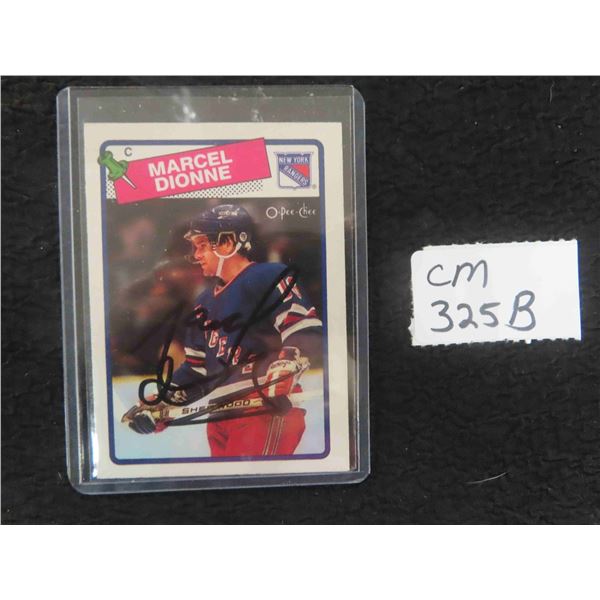 C
MARCEL
DIONNE
NEW YORK
RANGERS
O-Pee-Chee
SHERWOOD
CM
325B